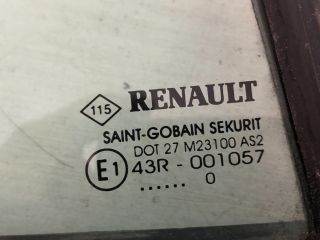 115 RENAULT
SAINT-GOBAIN SEKURIT
DOT 27 M23100 AS2
E1 43R - 001057
...... 0